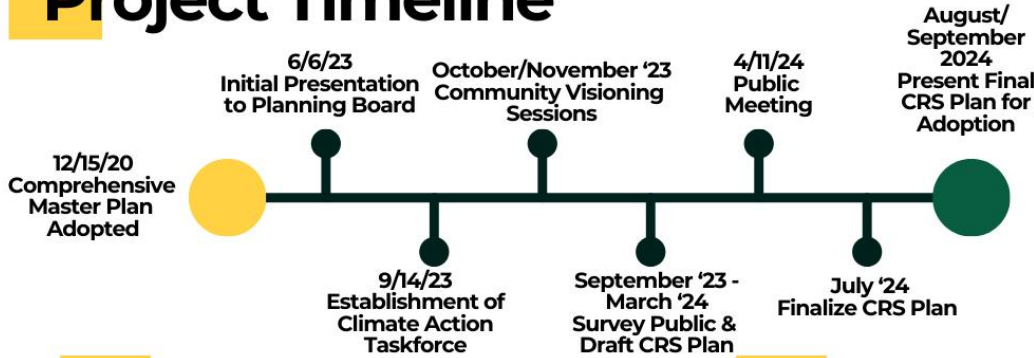 Project Timeline
12/15/20
Comprehensive
Master Plan
Adopted
6/6/23
Initial Presentation
to Planning Board
9/14/23
Establishment of
Climate Action
Taskforce
October/November ‘23
Community Visioning
Sessions
September ‘23 -
March ‘24
Survey Public &
Draft CRS Plan
4/11/24
Public
Meeting
July ‘24
Finalize CRS Plan
August/
September
2024
Present Final
CRS Plan for
Adoption